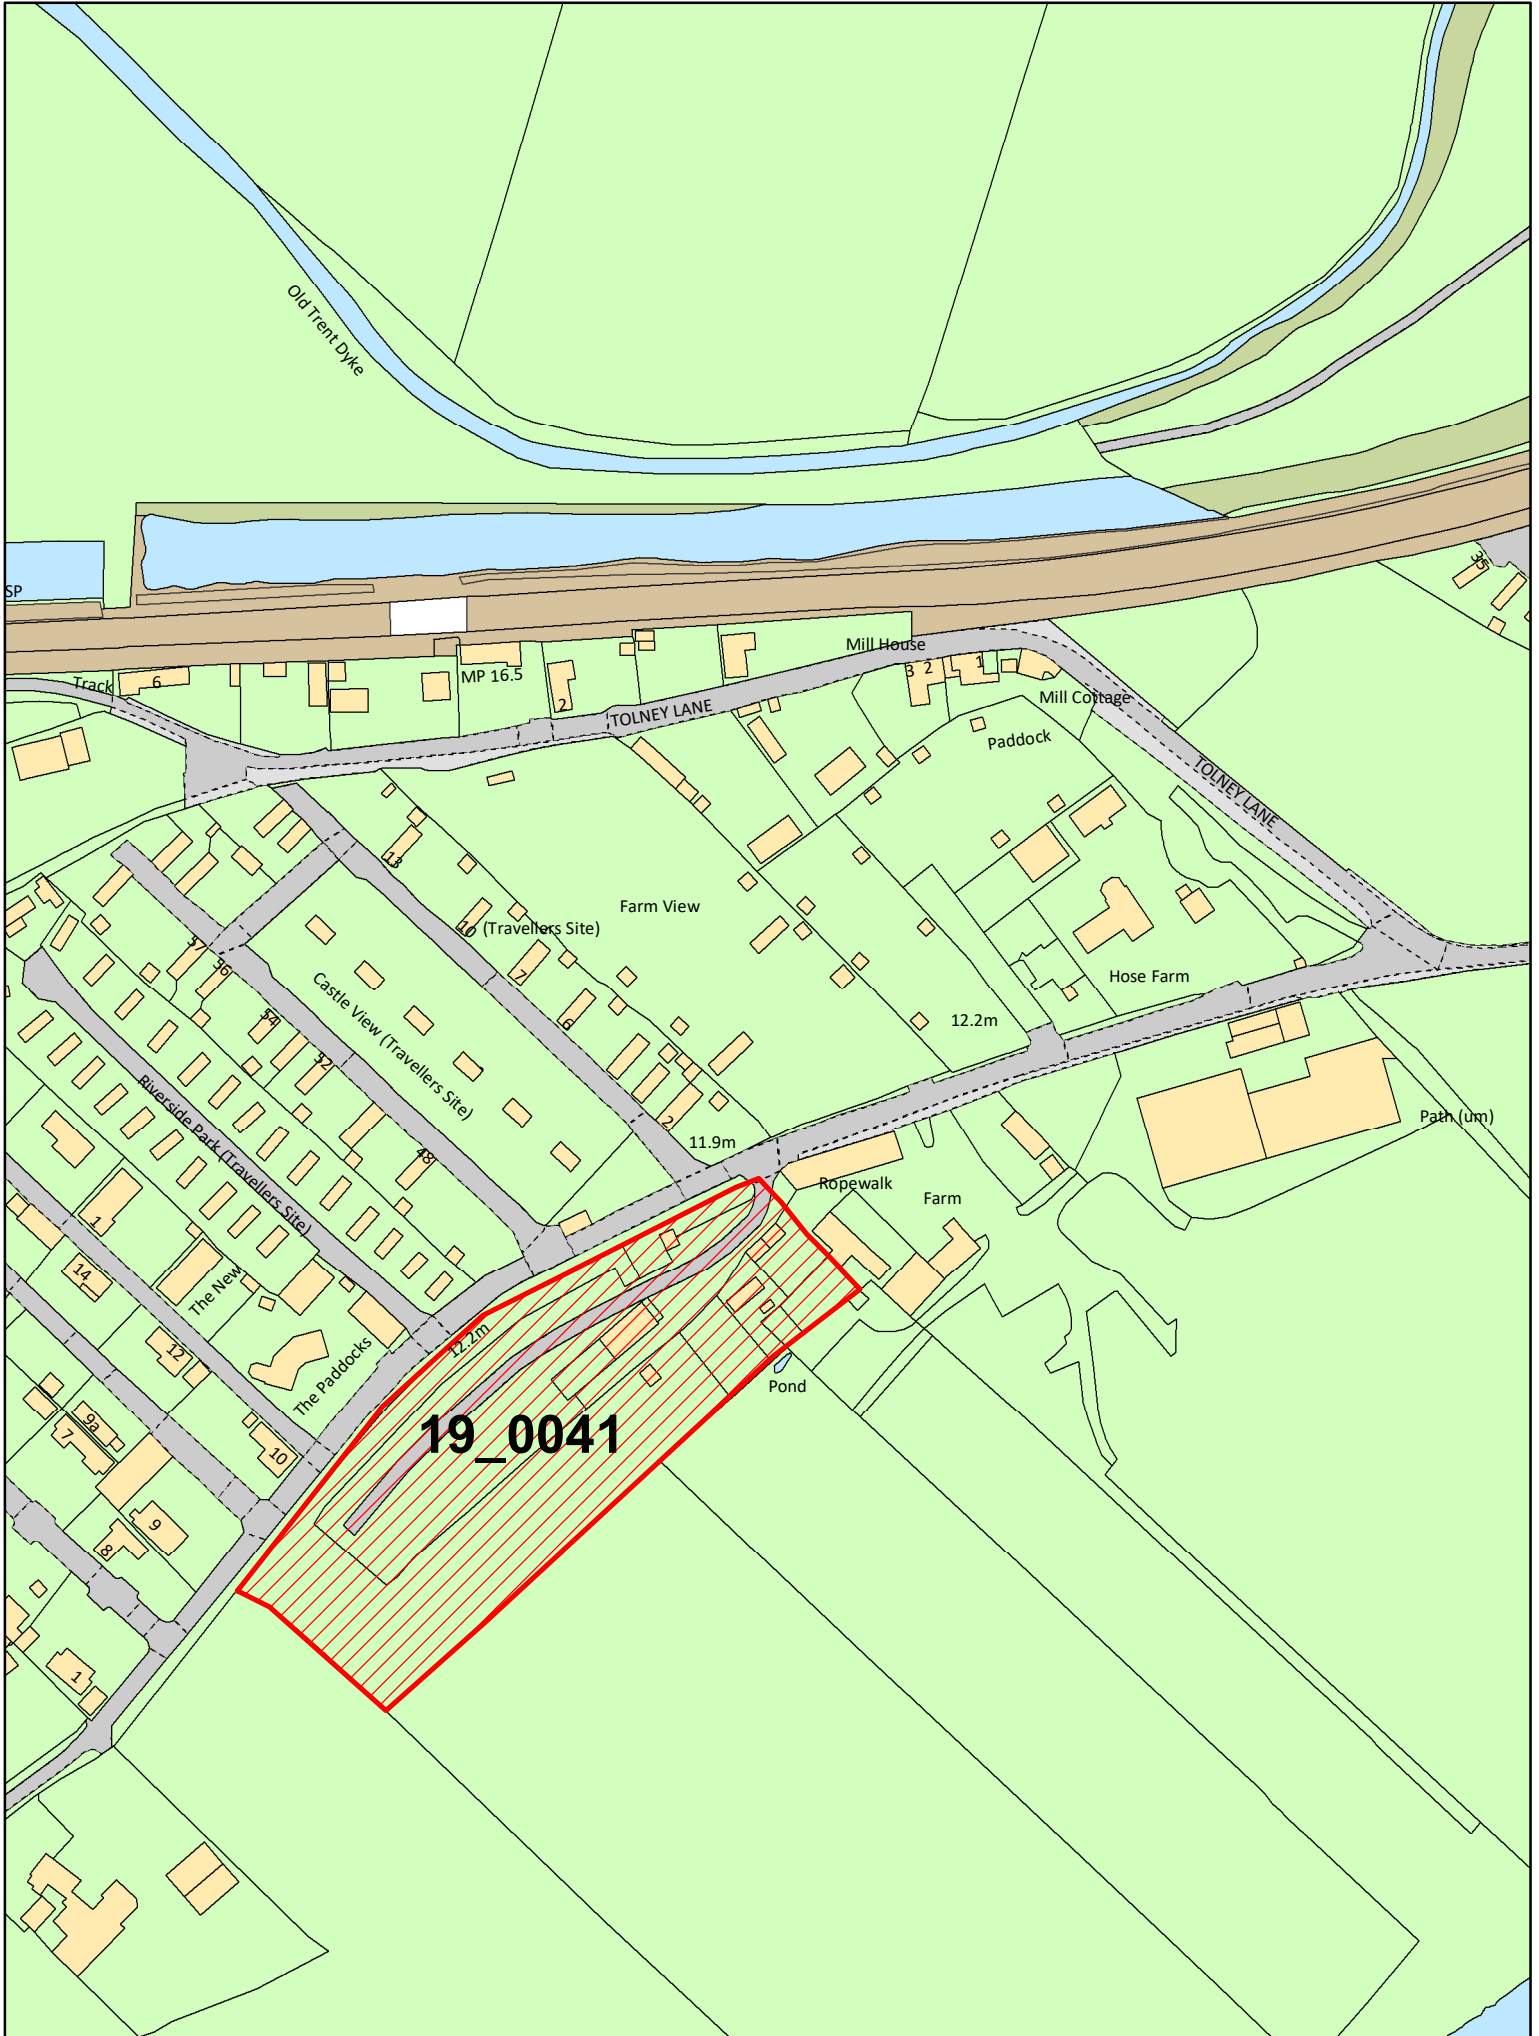 Old Trent Dyke
SP
35
Mill House
Track
6
MP 16.5
2
3 2
1
Mill Cottage
TOLNEY LANE
Paddock
TOLNEY LANE
13
Farm View
10
(Travellers Site)
7
57
56
Hose Farm
Castle View (Travellers Site)
6
54
12.2m
52
Riverside Park (Travellers Site)
2
11.9m
Path (um)
48
Ropewalk
Farm
1
14
The New
12.2m
12
The Paddocks
Pond
9a
7
10
19_0041
9
8
1